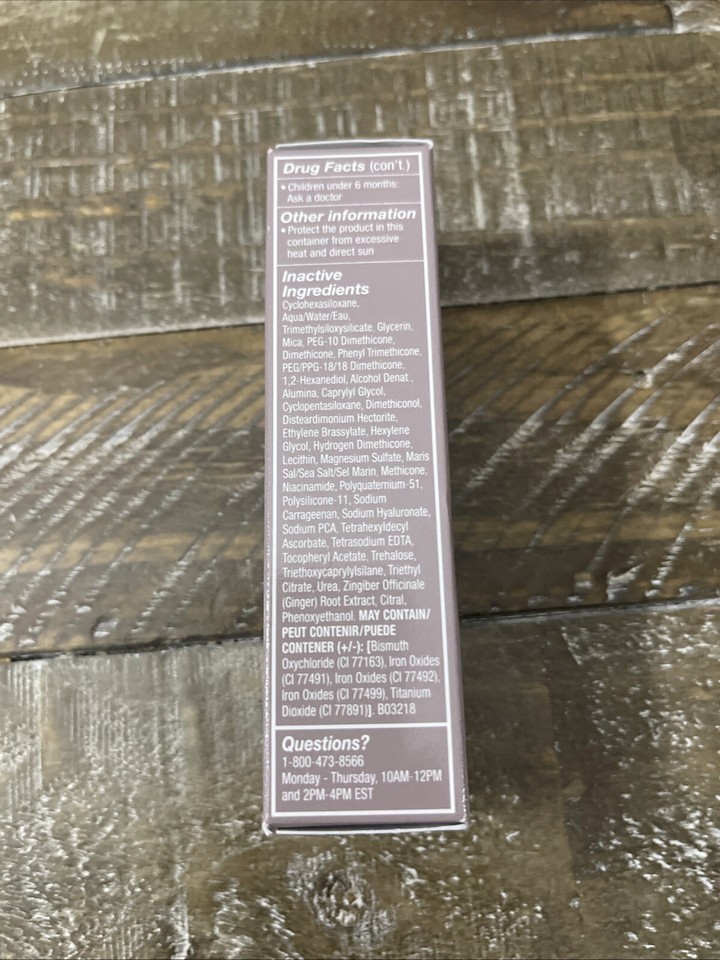 Drug Facts (con't.)
• Children under 6 months:
Ask a doctor
Other information
• Protect the product in this
container from excessive
heat and direct sun
Inactive
Ingredients
Cyclohexasiloxane,
Aqua/Water/Eau,
Trimethylsiloxysilicate, Glycerin,
Mica, PEG-10 Dimethicone,
Dimethicone, Phenyl Trimethicone,
PEG/PPG-18/18 Dimethicone,
1,2-Hexanediol, Alcohol Denat.,
Alumina, Caprylyl Glycol,
Cyclopentasiloxane, Dimethiconol,
Disteardimonium Hectorite,
Ethylene Brassylate, Hexylene
Glycol, Hydrogen Dimethicone,
Lecithin, Magnesium Sulfate, Maris
Sal/Sea Salt/Sel Marin, Methicone,
Niacinamide, Polyquaternium-51,
Polysilicone-11, Sodium
Carrageenan, Sodium Hyaluronate,
Sodium PCA, Tetrahexyldecyl
Ascorbate, Tetrasodium EDTA,
Tocopheryl Acetate, Trehalose,
Triethoxycaprylylsilane, Triethyl
Citrate, Urea, Zingiber Officinale
(Ginger) Root Extract, Citral,
Phenoxyethanol. MAY CONTAIN/
PEUT CONTENIR/PUEDE
CONTENER (+/-): [Bismuth
Oxychloride (CI 77163), Iron Oxides
(CI 77491), Iron Oxides (CI 77492),
Iron Oxides (CI 77499), Titanium
Dioxide (CI 77891)]. B03218
Questions?
1-800-473-8566
Monday - Thursday, 10AM-12PM
and 2PM-4PM EST